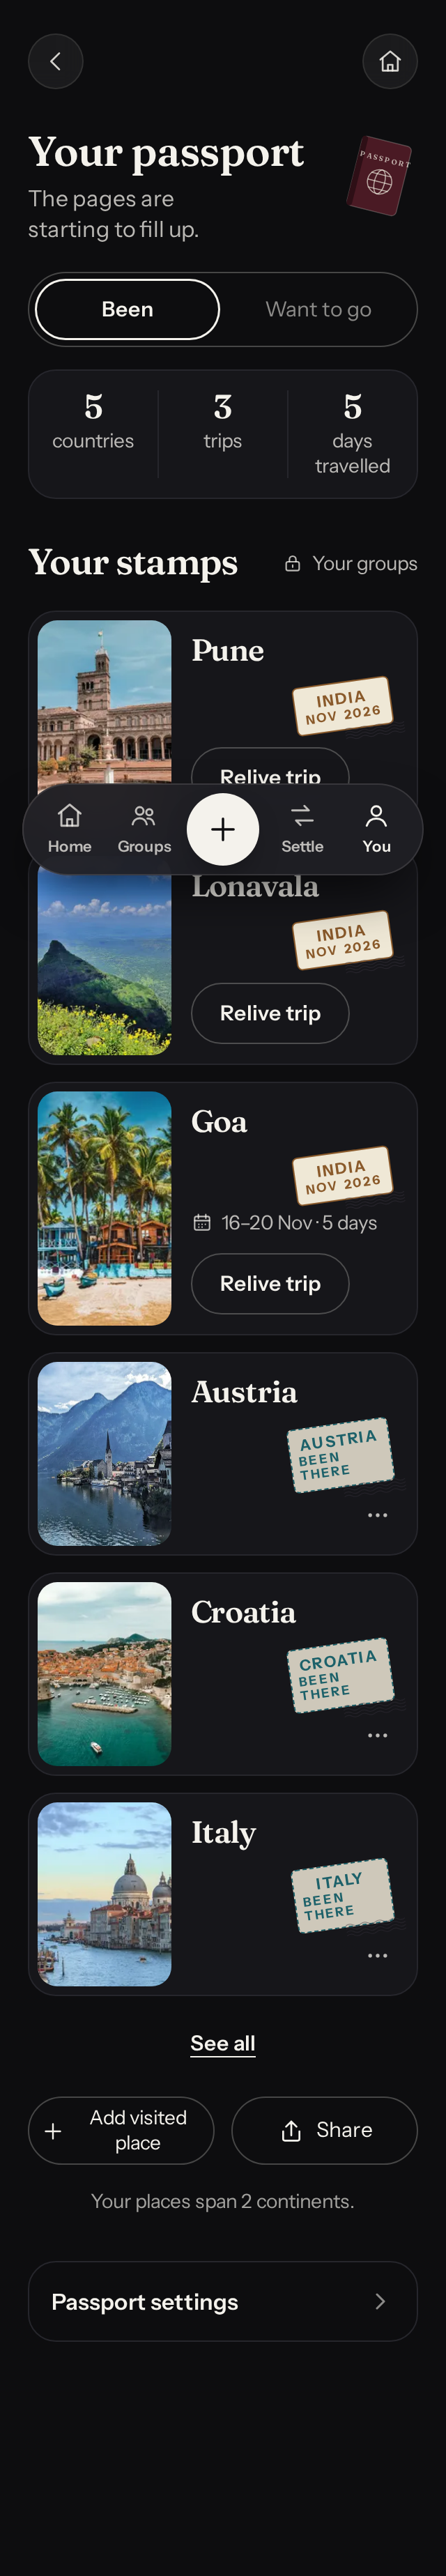 Your passport
PASSPORT
The pages are
starting to fill up.
Been
Want to go
5
countries
3
trips
5
days
travelled
Your stamps
Your groups
Pune
INDIA
NOV 2026
Relive trip
Home
Groups
Settle
You
Lonavala
INDIA
NOV 2026
Relive trip
Goa
INDIA
NOV 2026
16–20 Nov · 5 days
Relive trip
Austria
AUSTRIA
BEEN
THERE
Croatia
CROATIA
BEEN
THERE
Italy
ITALY
BEEN
THERE
See all
Add visited
place
Share
Your places span 2 continents.
Passport settings